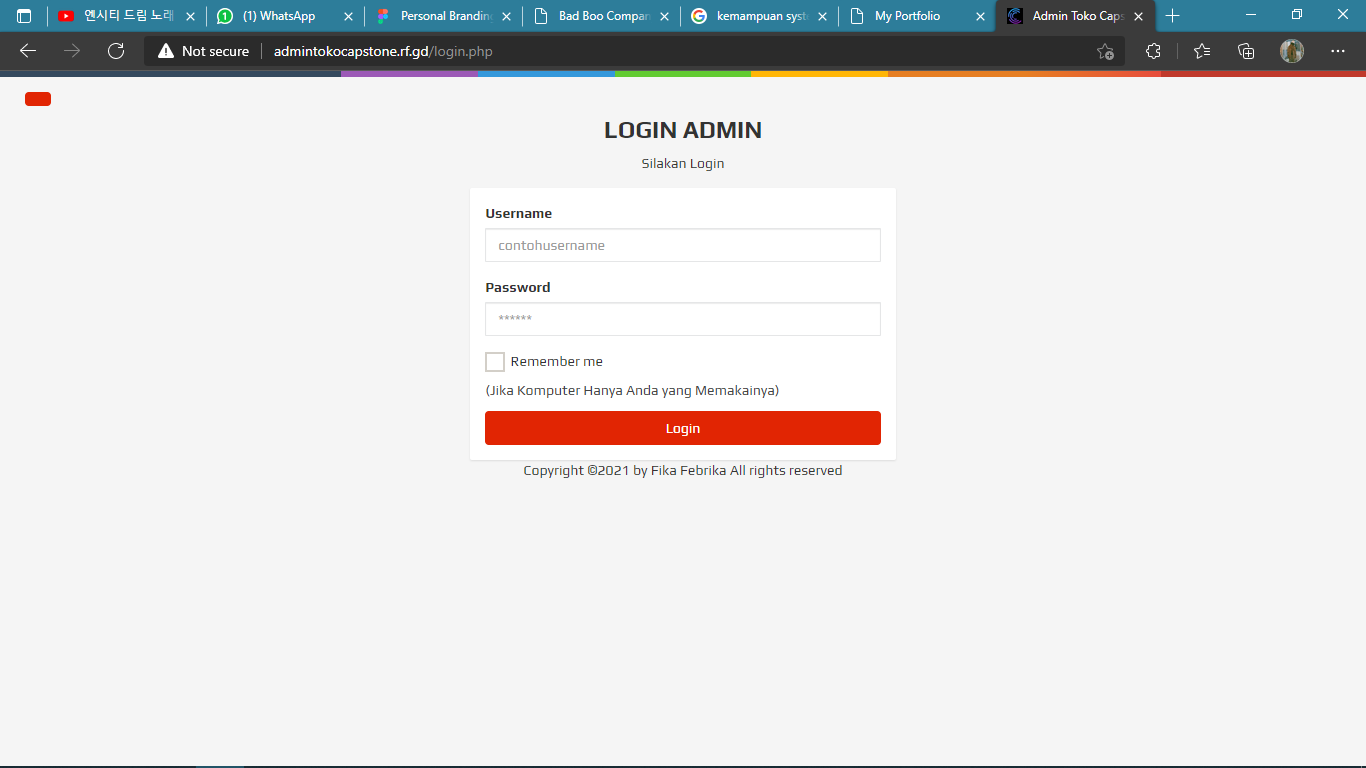 엔시티 드림 노래
(1) WhatsApp
Personal Branding
Bad Boo Compan
kemampuan syste
My Portfolio
Admin Toko Caps
Not secure
admintokocapstone.rf.gd/login.php
LOGIN ADMIN
Silakan Login
Username
contohusername
Password
******
Remember me
(Jika Komputer Hanya Anda yang Memakainya)
Login
Copyright ©2021 by Fika Febrika All rights reserved